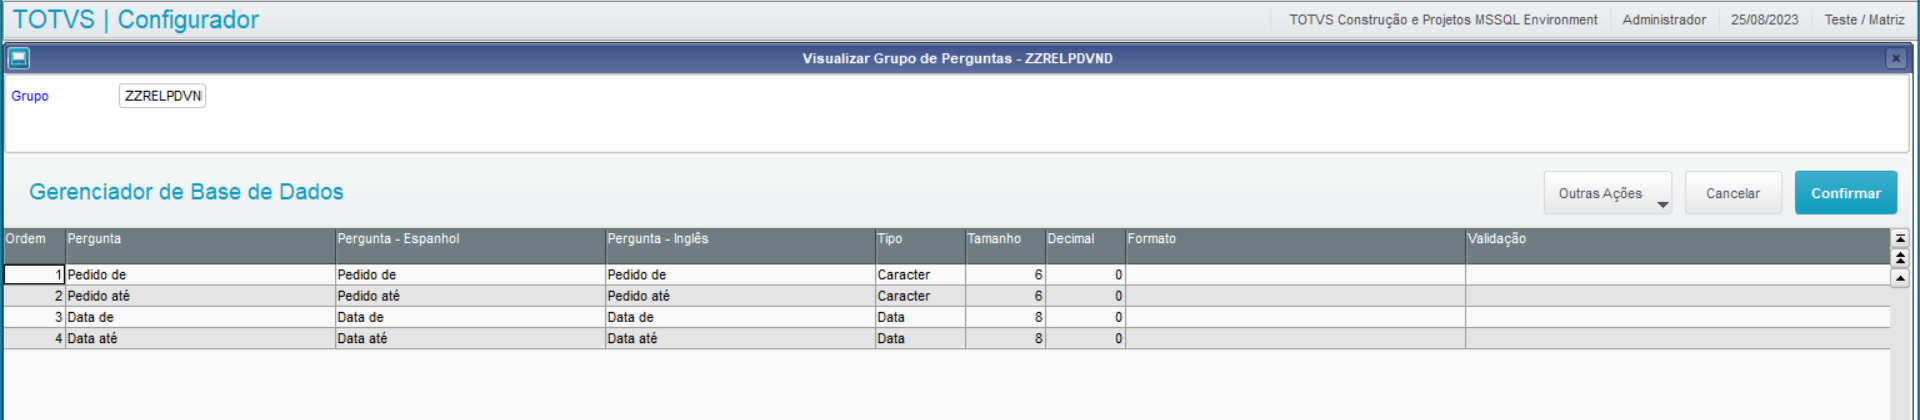 TOTVS | Configurador
TOTVS Construção e Projetos MSSQL Environment Administrador 25/08/2023 Teste / Matriz
Visualizar Grupo de Perguntas - ZZRELPDVND
Grupo ZZRELPDVN
Gerenciador de Base de Dados
Outras Ações Cancelar Confirmar
Ordem Pergunta Pergunta - Espanhol Pergunta - Inglês Tipo Tamanho Decimal Formato Validação
1 Pedido de Pedido de Pedido de Caracter 6 0
2 Pedido até Pedido até Pedido até Caracter 6 0
3 Data de Data de Data de Data 8 0
4 Data até Data até Data até Data 8 0